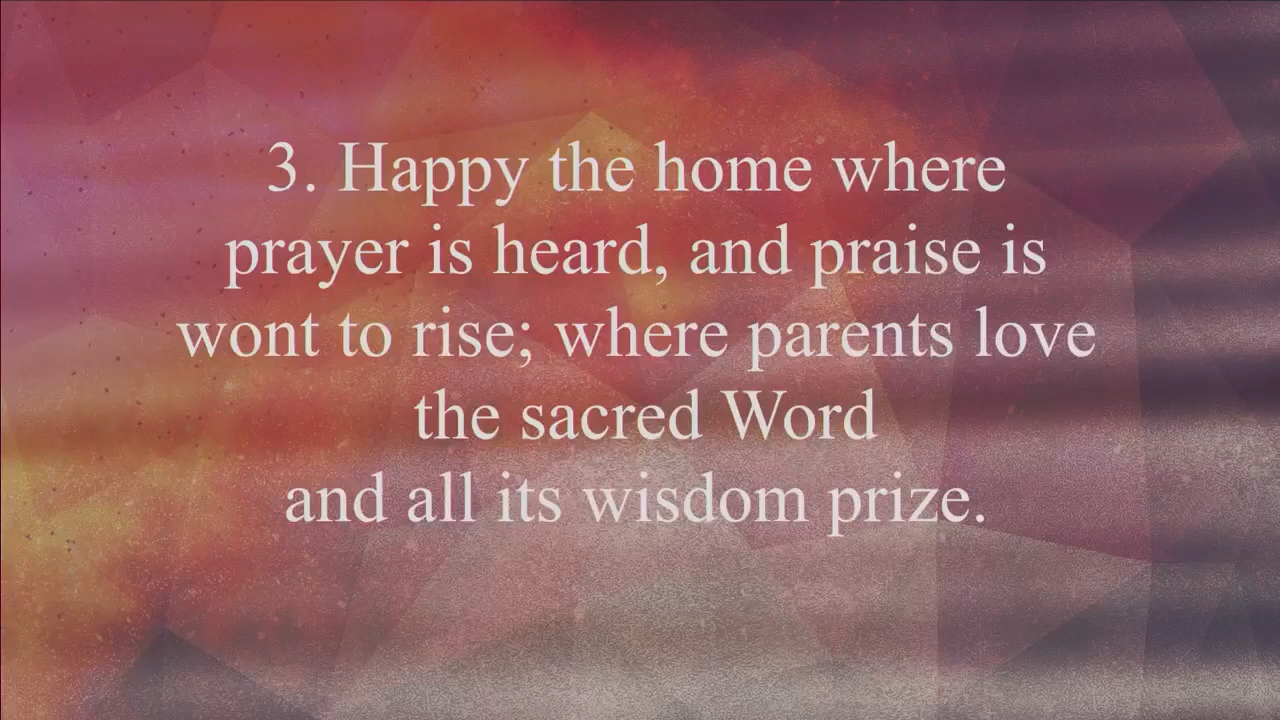 3. Happy the home where
prayer is heard, and praise is
wont to rise; where parents love
the sacred Word
and all its wisdom prize.